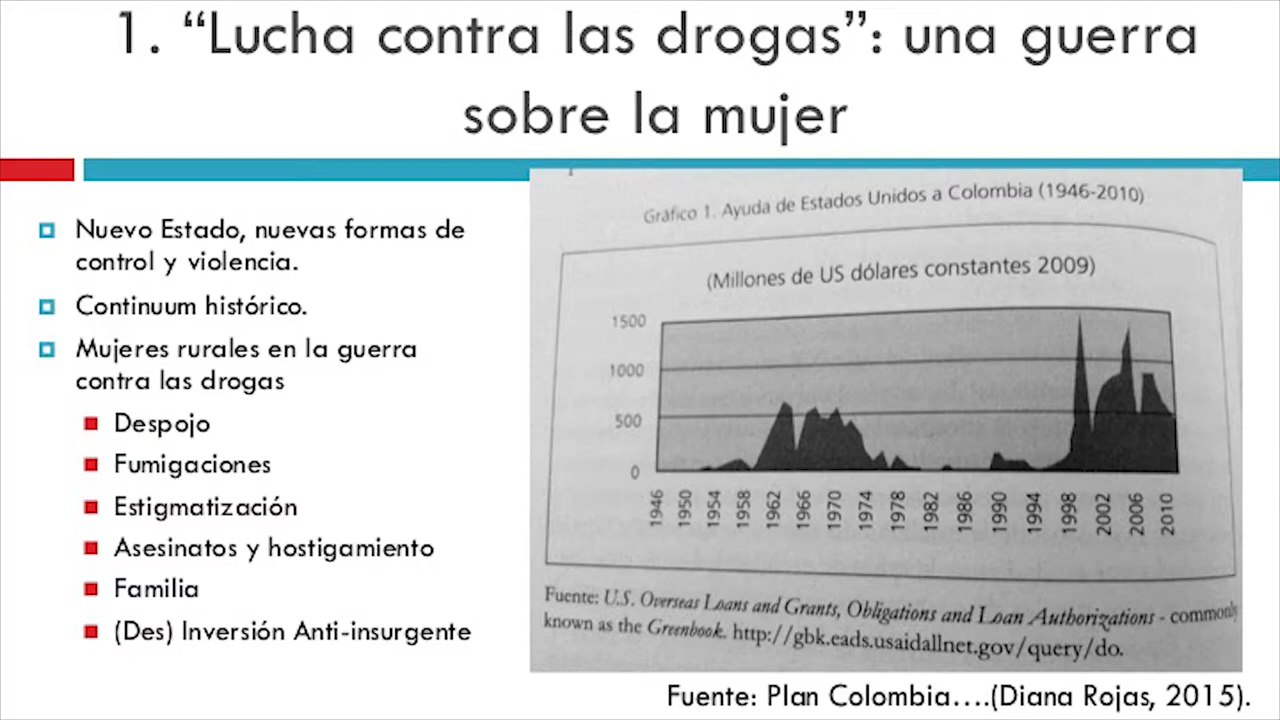 1. “Lucha contra las drogas”: una guerra
sobre la mujer
Nuevo Estado, nuevas formas de
control y violencia.
Continuum histórico.
Mujeres rurales en la guerra
contra las drogas
Despojo
Fumigaciones
Estigmatización
Asesinatos y hostigamiento
Familia
(Des) Inversión Anti-insurgente
Gráfico 1. Ayuda de Estados Unidos a Colombia (1946-2010)
(Millones de US dólares constantes 2009)
1500
1000
500
0
1946 1950 1954 1958 1962 1966 1970 1974 1978 1982 1986 1990 1994 1998 2002 2006 2010
Fuente: U.S. Overseas Loans and Grants, Obligations and Loan Authorizations - commonly
known as the Greenbook. http://gbk.eads.usaidallnet.gov/query/do.
Fuente: Plan Colombia….(Diana Rojas, 2015).